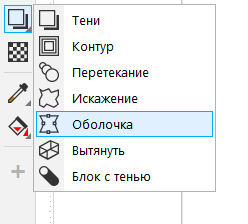 Тени
Контур
Перетекание
Искажение
Оболочка
Вытянуть
Блок с тенью